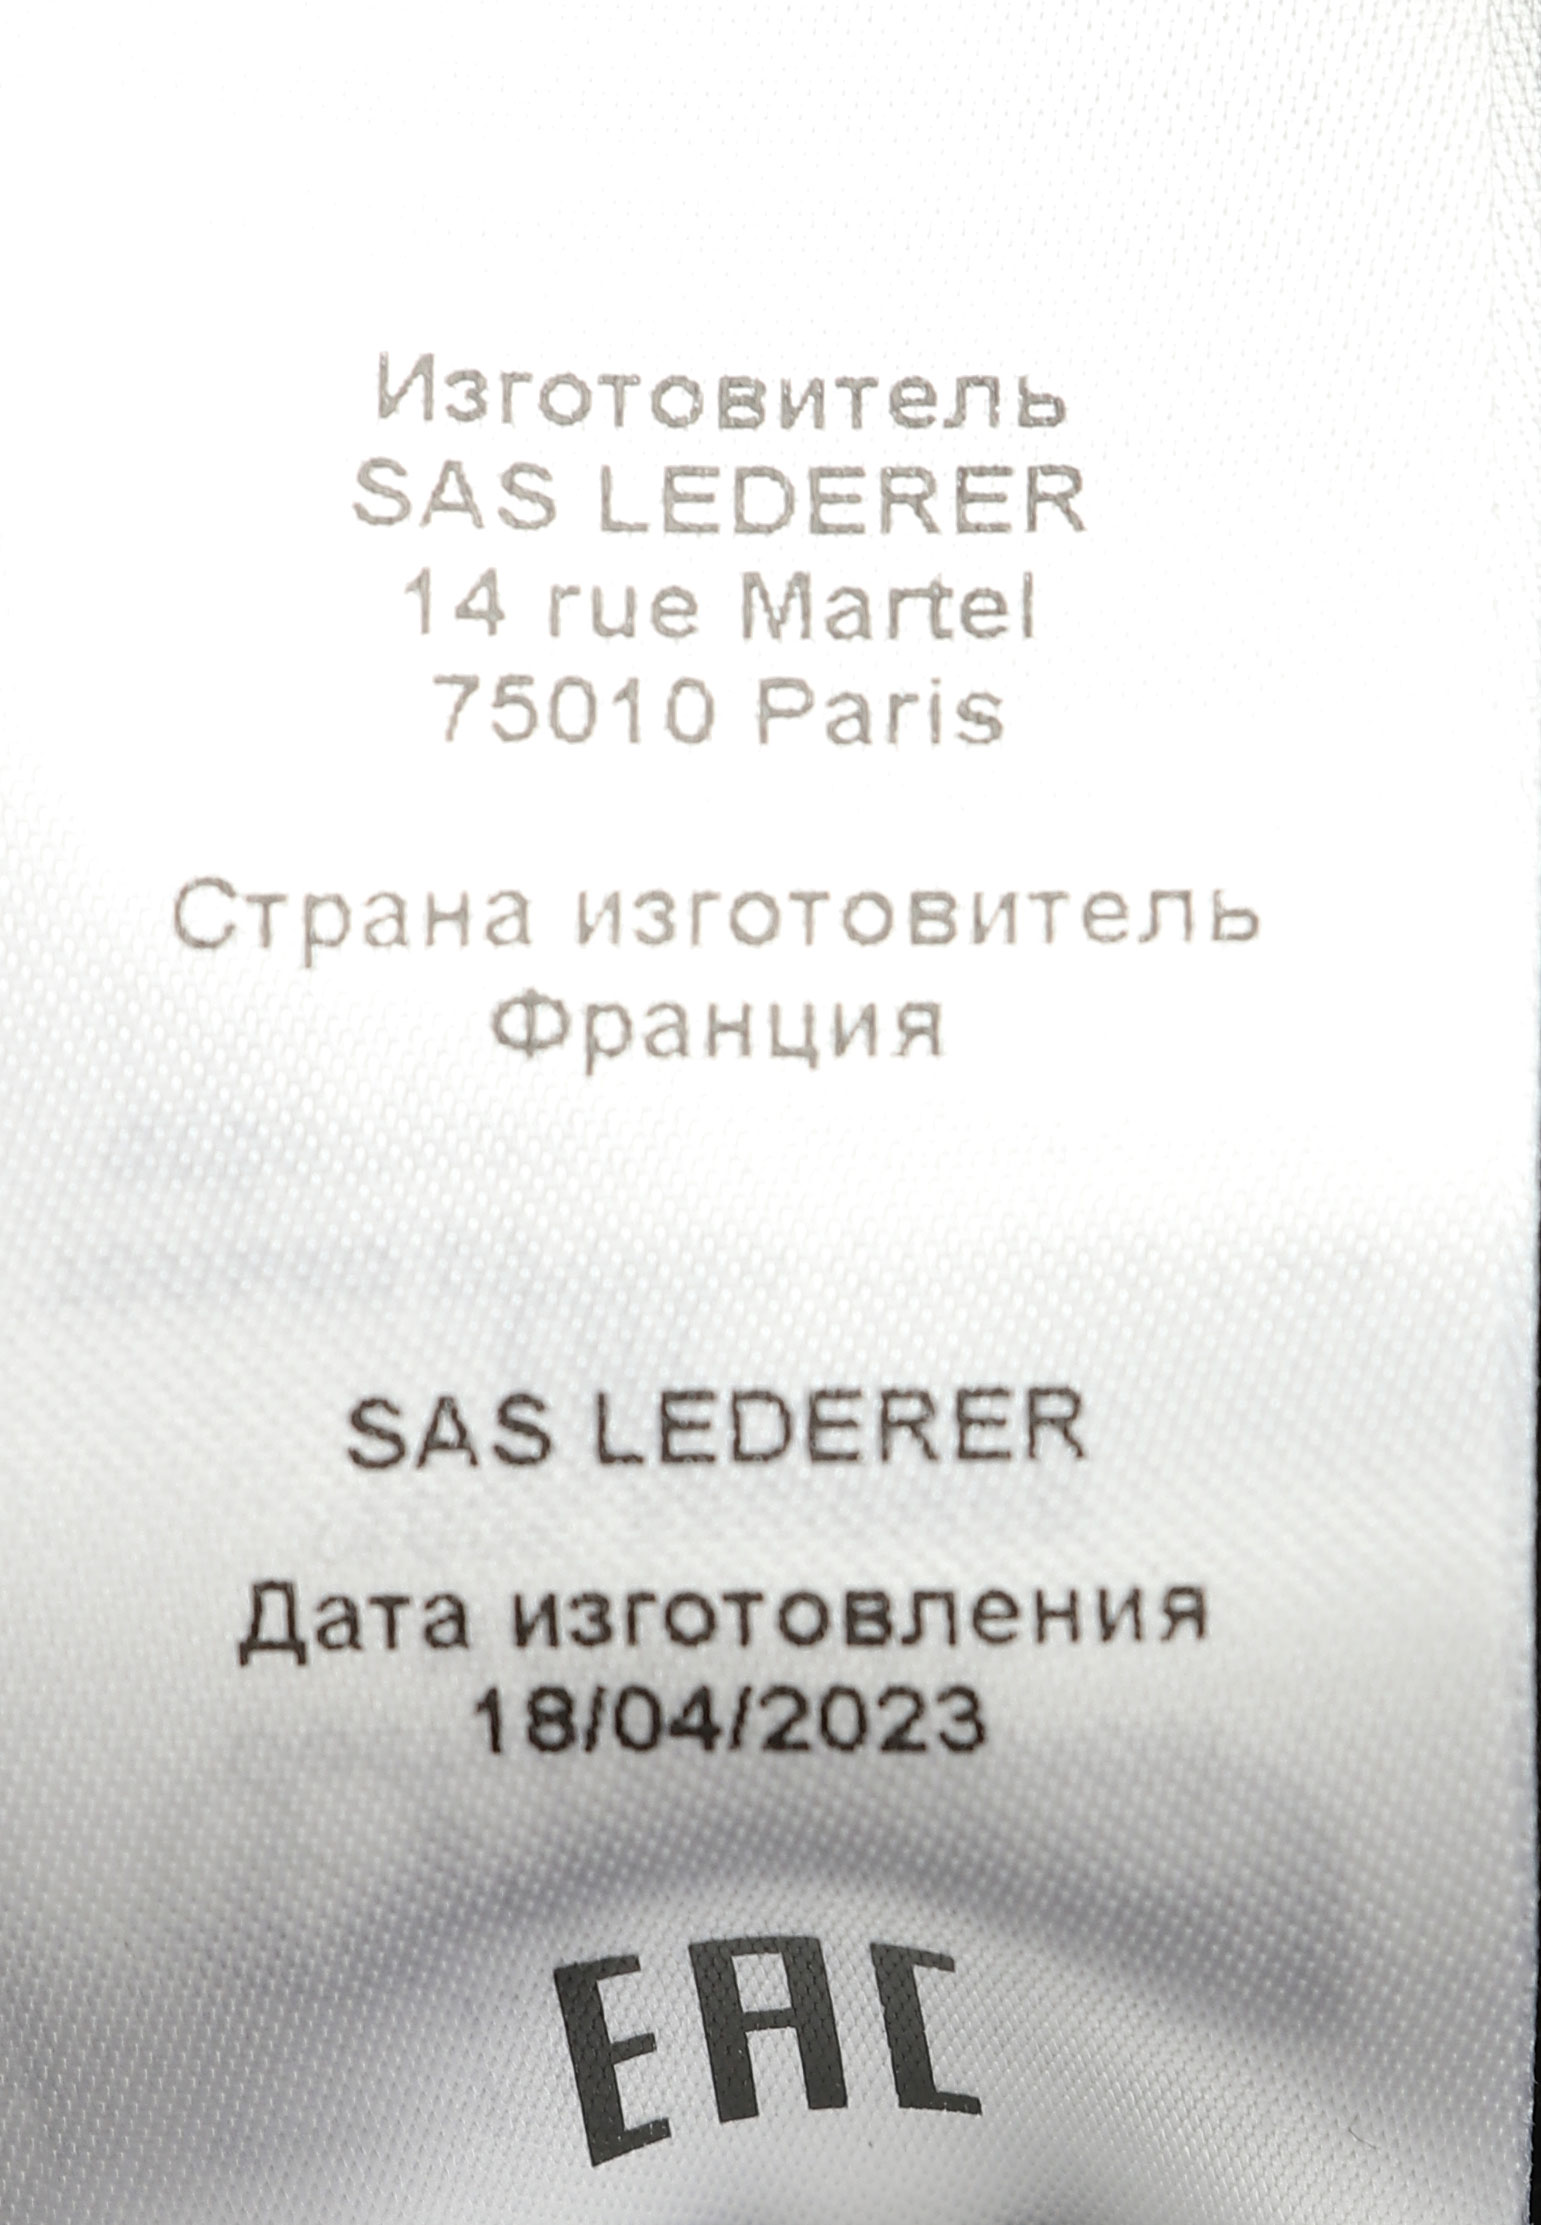 Изготовитель
SAS LEDERER
14 rue Martel
75010 Paris
Страна изготовитель
Франция
SAS LEDERER
Дата изготовления
18/04/2023
EAC